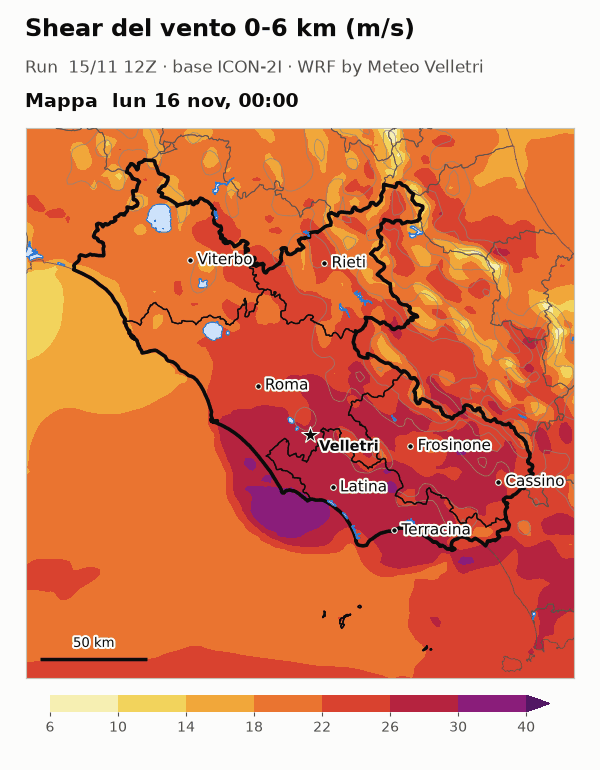 Shear del vento 0-6 km (m/s)
Run  15/11 12Z · base ICON-2I · WRF by Meteo Velletri
Mappa  lun 16 nov, 00:00
Viterbo
Rieti
Roma
Velletri
Frosinone
Latina
Cassino
Terracina
50 km
6 10 14 18 22 26 30 40